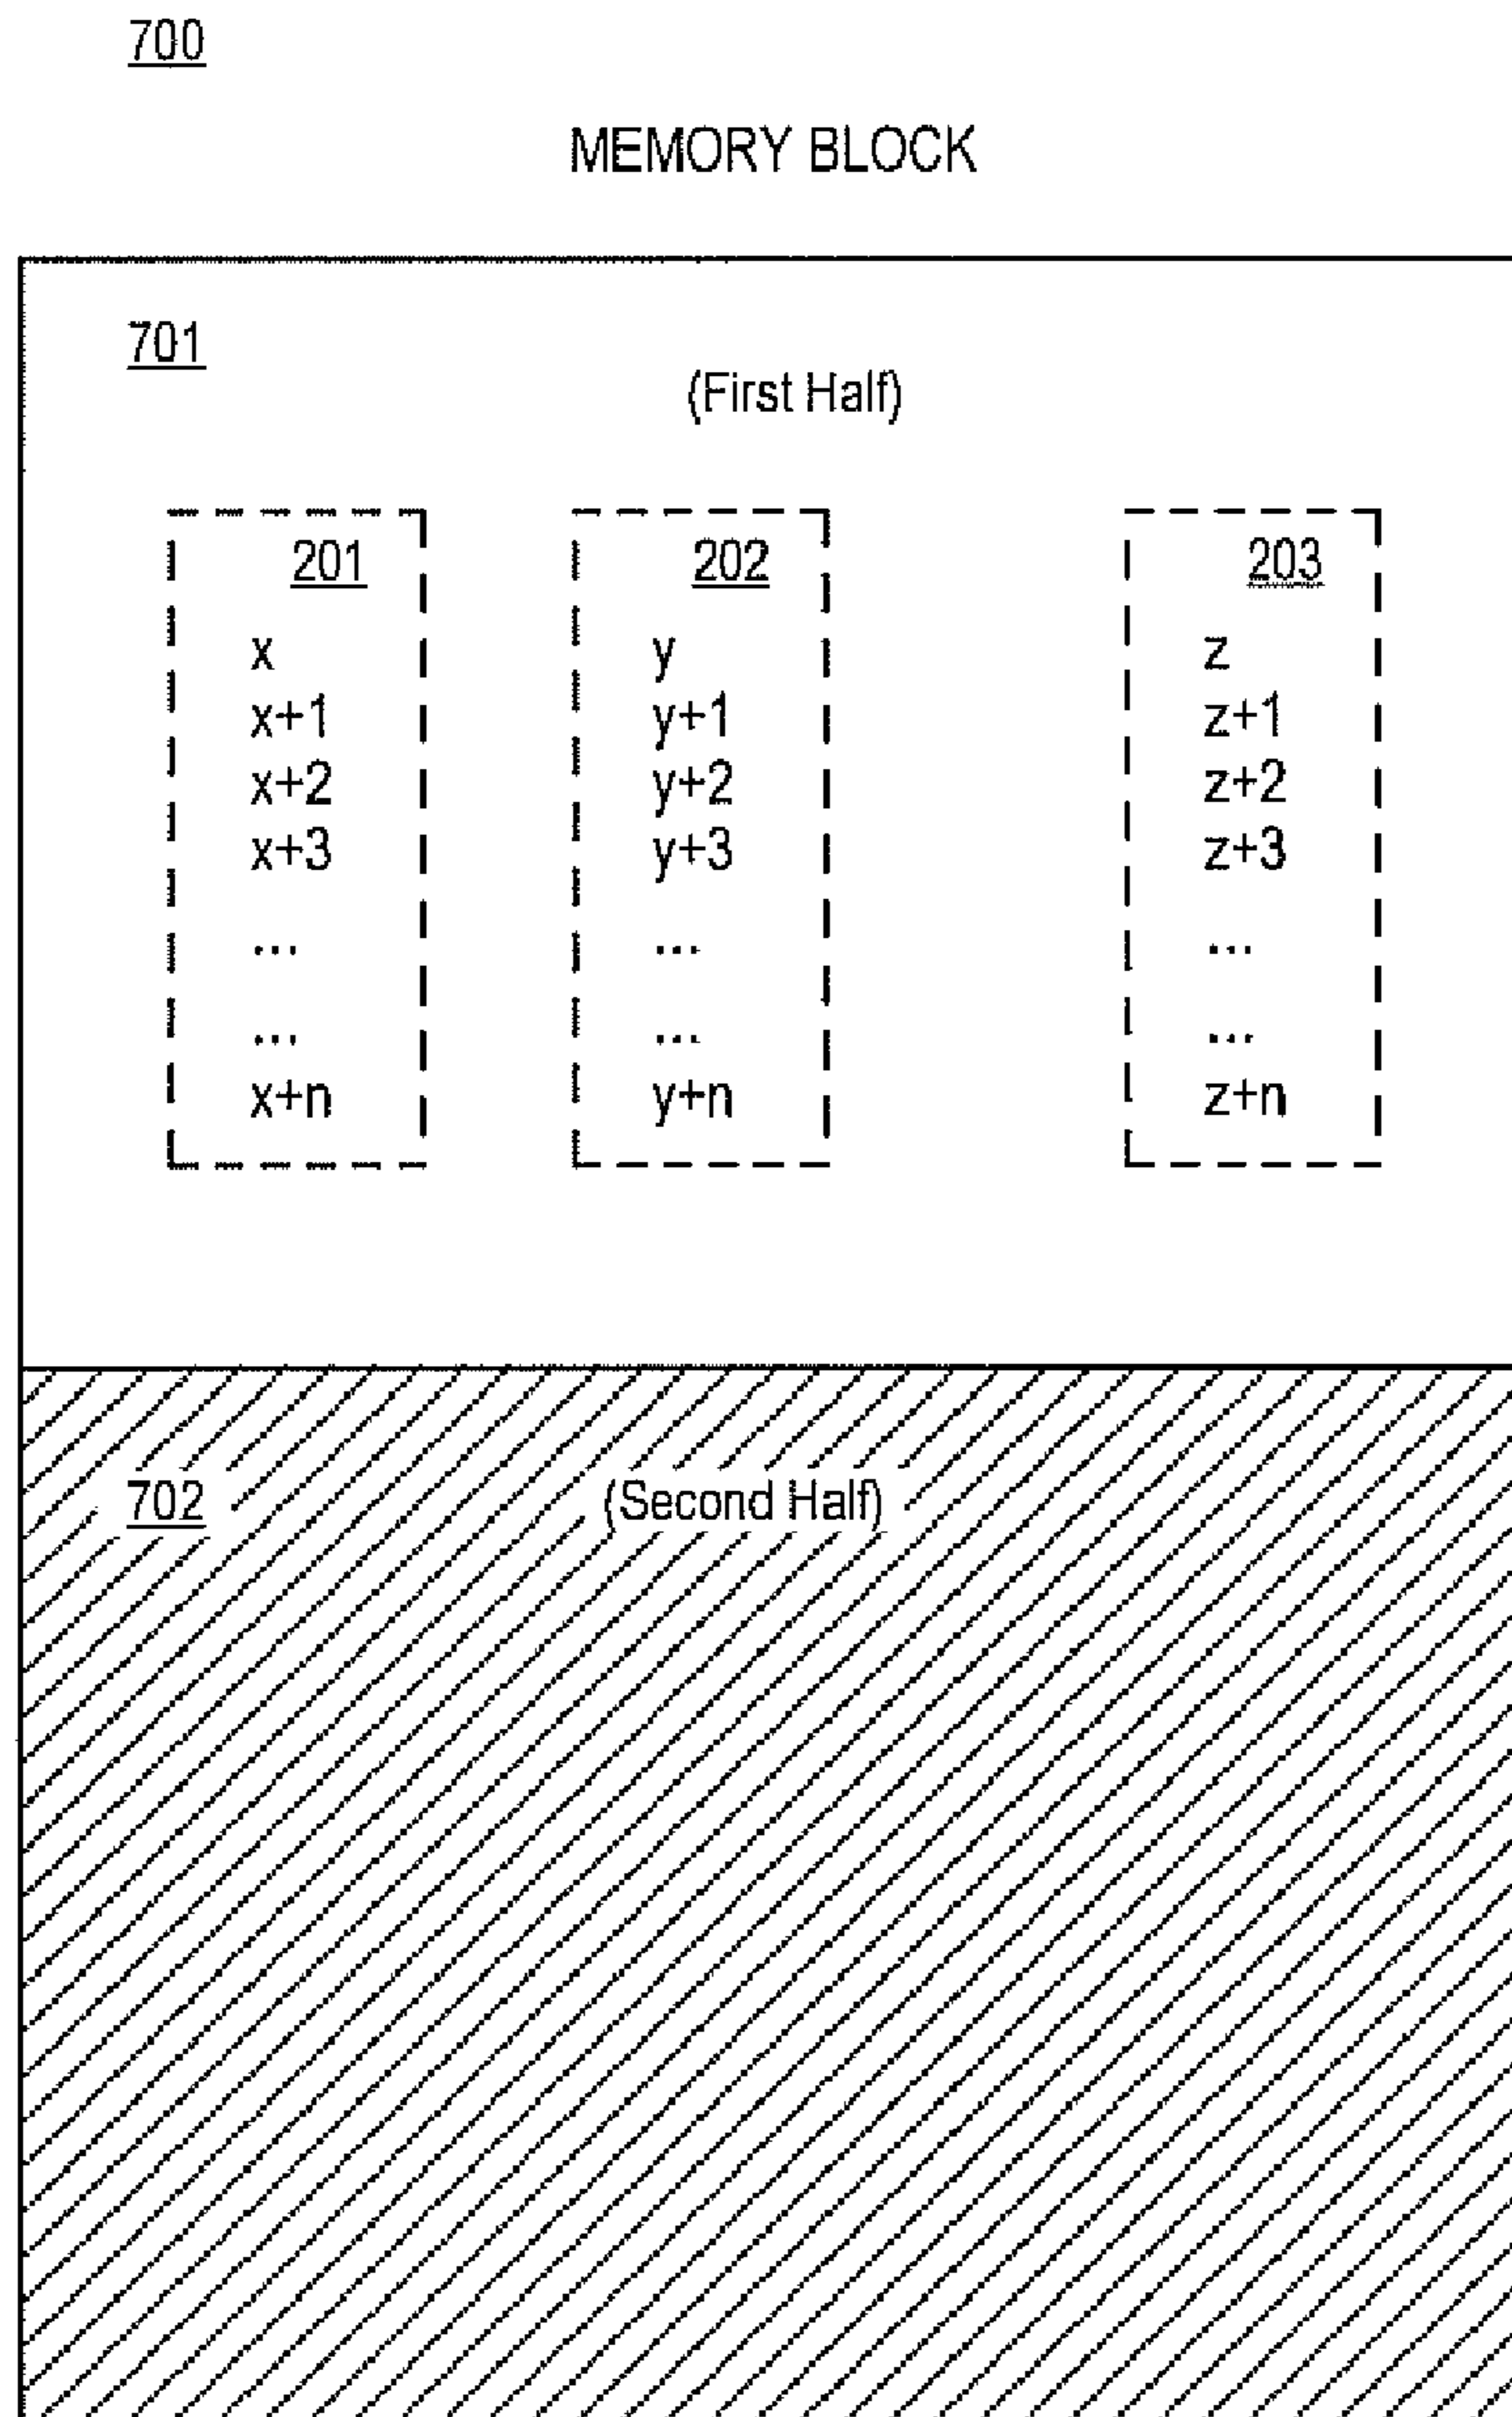 700
MEMORY BLOCK
701
(First Half)
201 202 203
x y z
x+1 y+1 z+1
x+2 y+2 z+2
x+3 y+3 z+3
... ... ...
... ... ...
x+n y+n z+n
702 (Second Half)